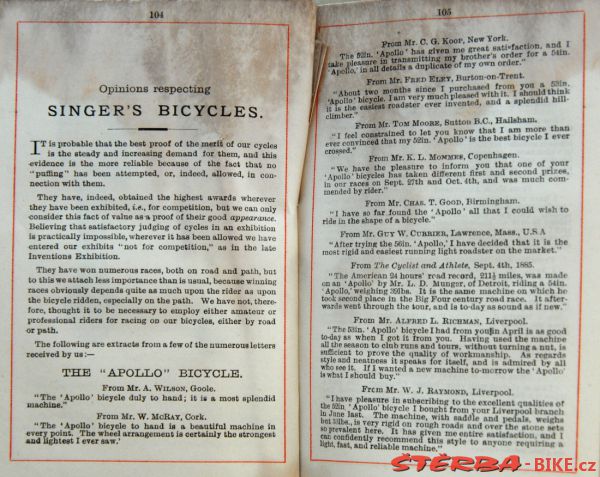 104
Opinions respecting
SINGER'S BICYCLES.
IT is probable that the best proof of the merit of our cycles
is the steady and increasing demand for them, and this
evidence is the more reliable because of the fact that no
"puffing" has been attempted, or, indeed, allowed, in con-
nection with them.
They have, indeed, obtained the highest awards wherever
they have been exhibited, i.e., for competition, but we can only
consider this fact of value as a proof of their good appearance.
Believing that satisfactory judging of cycles in an exhibition
is practically impossible, wherever it has been allowed we have
entered our exhibits "not for competition," as in the late
Inventions Exhibition.
They have won numerous races, both on road and path, but
to this we attach less importance than is usual, because winning
races obviously depends quite as much upon the rider as upon
the bicycle ridden, especially on the path. We have not, there-
fore, thought it to be necessary to employ either amateur or
professional riders for racing on our bicycles, either by road
or path.
The following are extracts from a few of the numerous letters
received by us:—
THE "APOLLO" BICYCLE.
From Mr. A. WILSON, Goole.
"The 'Apollo' bicycle duly to hand; it is a most splendid
machine."
From Mr. W. McRAY, Cork.
"The 'Apollo' bicycle to hand is a beautiful machine in
every point. The wheel arrangement is certainly the strongest
and lightest I ever saw.'
105
From Mr. C. G. KOOP, New York.
The 52in. 'Apollo' has given me great satisfaction, and I
take pleasure in transmitting my brother's order for a 54in.
'Apollo,' in all details a duplicate of my own order."
From Mr. FRED ELEY, Burton-on-Trent.
"About two months since I purchased from you a 53in.
'Apollo' bicycle. I am very much pleased with it. I should think
it is the easiest roadster ever invented, and a splendid hill-
climber."
From Mr. TOM MOORE, Sutton B.C., Hailsham.
"I feel constrained to let you know that I am more than
ever convinced that my 52in. 'Apollo' is the best bicycle I ever
crossed."
From Mr. K. L. MOMMES, Copenhagen.
"We have the pleasure to inform you that one of your
'Apollo' bicycles has taken different first and second prizes,
in our races on Sept. 27th and Oct. 4th, and was much com-
mended by rider."
From Mr. CHAS. T. GOOD, Birmingham.
"I have so far found the 'Apollo' all that I could wish to
ride in the shape of a bicycle."
From Mr. GUY W. CURRIER, Lawrence, Mass., U.S.A
"After trying the 56in. 'Apollo,' I have decided that it is the
most rigid and easiest running light roadster on the market."
From The Cyclist and Athlete, Sept. 4th, 1885.
"The American 24 hours' road record, 211½ miles, was made
on an 'Apollo' by Mr. L. D. Munger, of Detroit, riding a 54in.
'Apollo,' weighing 35lbs. It is the same machine on which he
took second place in the Big Four century road race. It after-
wards went through the tour, and is to-day as sound as if new."
From Mr. ALFRED L. RICHMAN, Liverpool.
"The 53in. 'Apollo' bicycle I had from you in April is as good
to-day as when I got it from you. Having used the machine
all the season to club runs and tours, without turning a nut, is
sufficient to prove the quality of workmanship. As regards
style and neatness it speaks for itself, and is admired by all
who see it. If I wanted a new machine to-morrow the 'Apollo'
is what I should buy."
From Mr. W. J. RAYMOND, Liverpool.
"I have pleasure in subscribing to the excellent qualities of
the 52in. 'Apollo' bicycle I bought from your Liverpool branch
in June last. The machine, with saddle and pedals, weighs
but is very rigid on rough roads and over the stone sets
so prevalent here. It has given me entire satisfaction, and I
can confidently recommend this style to anyone requiring a
light, fast, and reliable machine."
ŠTĚRBA-BIKE.cz